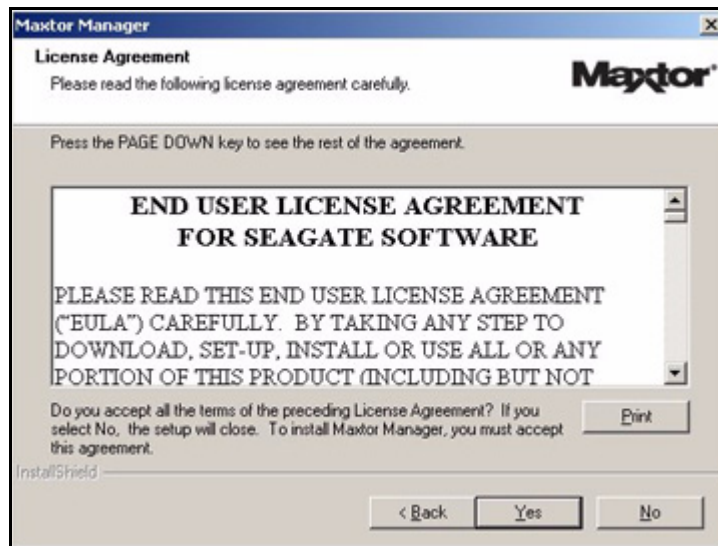 Maxtor Manager
License Agreement
Please read the following license agreement carefully.
Maxtor
Press the PAGE DOWN key to see the rest of the agreement.
END USER LICENSE AGREEMENT
FOR SEAGATE SOFTWARE
PLEASE READ THIS END USER LICENSE AGREEMENT
("EULA") CAREFULLY. BY TAKING ANY STEP TO
DOWNLOAD, SET-UP, INSTALL OR USE ALL OR ANY
PORTION OF THIS PRODUCT (INCLUDING BUT NOT
Do you accept all the terms of the preceding License Agreement? If you
select No, the setup will close. To install Maxtor Manager, you must accept
this agreement.
Print
InstallShield
< Back
Yes
No